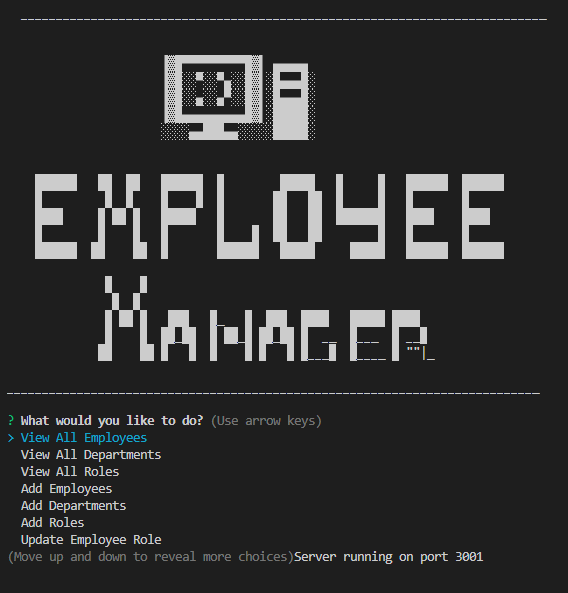 EMPLOYEE
MANAGER
? What would you like to do? (Use arrow keys)
> View All Employees
View All Departments
View All Roles
Add Employees
Add Departments
Add Roles
Update Employee Role
(Move up and down to reveal more choices)Server running on port 3001